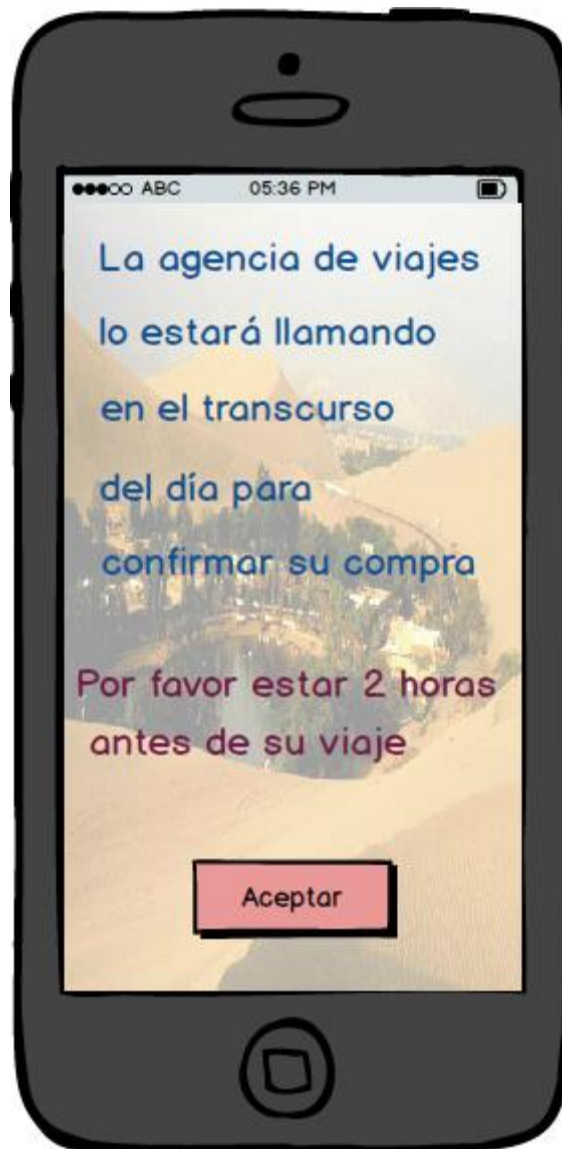 ABC 05:36 PM
La agencia de viajes
lo estará llamando
en el transcurso
del día para
confirmar su compra
Por favor estar 2 horas
antes de su viaje
Aceptar